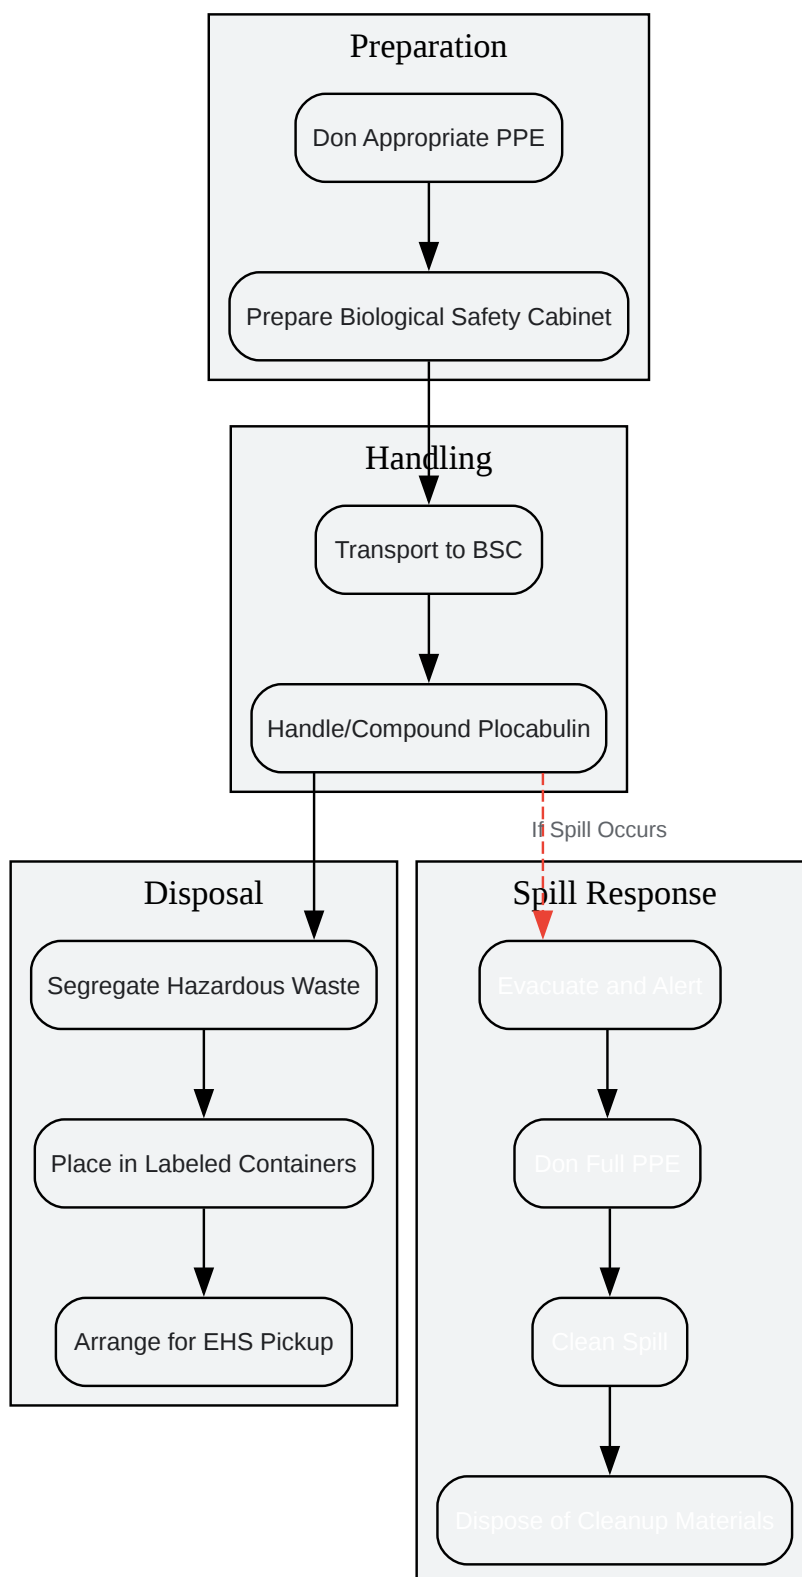 Preparation
Don Appropriate PPE
Prepare Biological Safety Cabinet
Handling
Transport to BSC
Handle/Compound Plocabulin
If Spill Occurs
Disposal
Segregate Hazardous Waste
Place in Labeled Containers
Arrange for EHS Pickup
Spill Response
Evacuate and Alert
Don Full PPE
Clean Spill
Dispose of Cleanup Materials